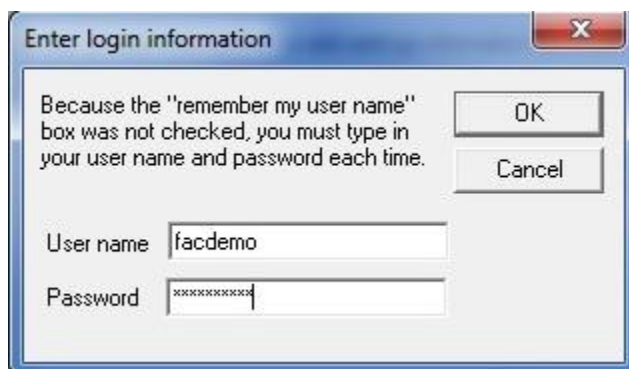 Enter login information
Because the "remember my user name"
box was not checked, you must type in
your user name and password each time.
OK
Cancel
User name facdemo
Password **********